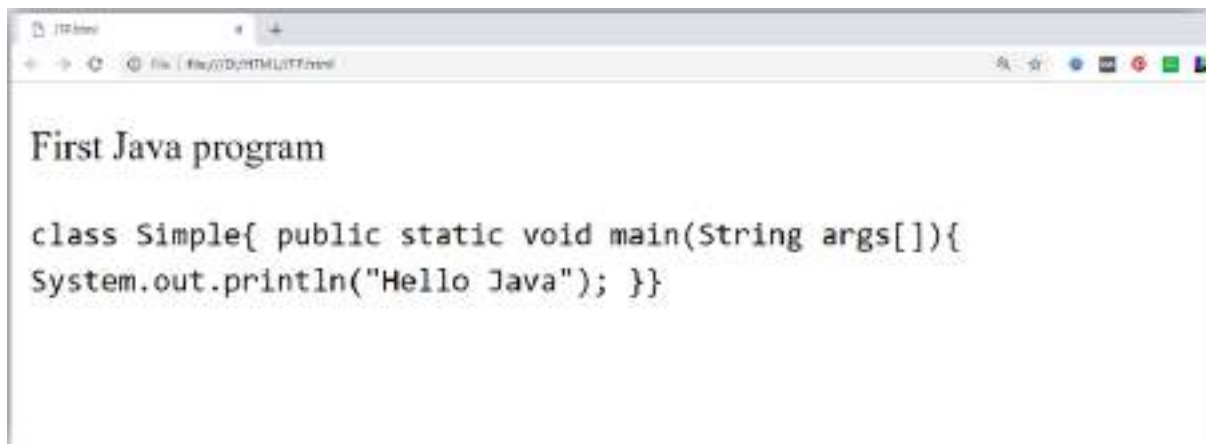 First Java program
class Simple{ public static void main(String args[]){
System.out.println("Hello Java"); }}